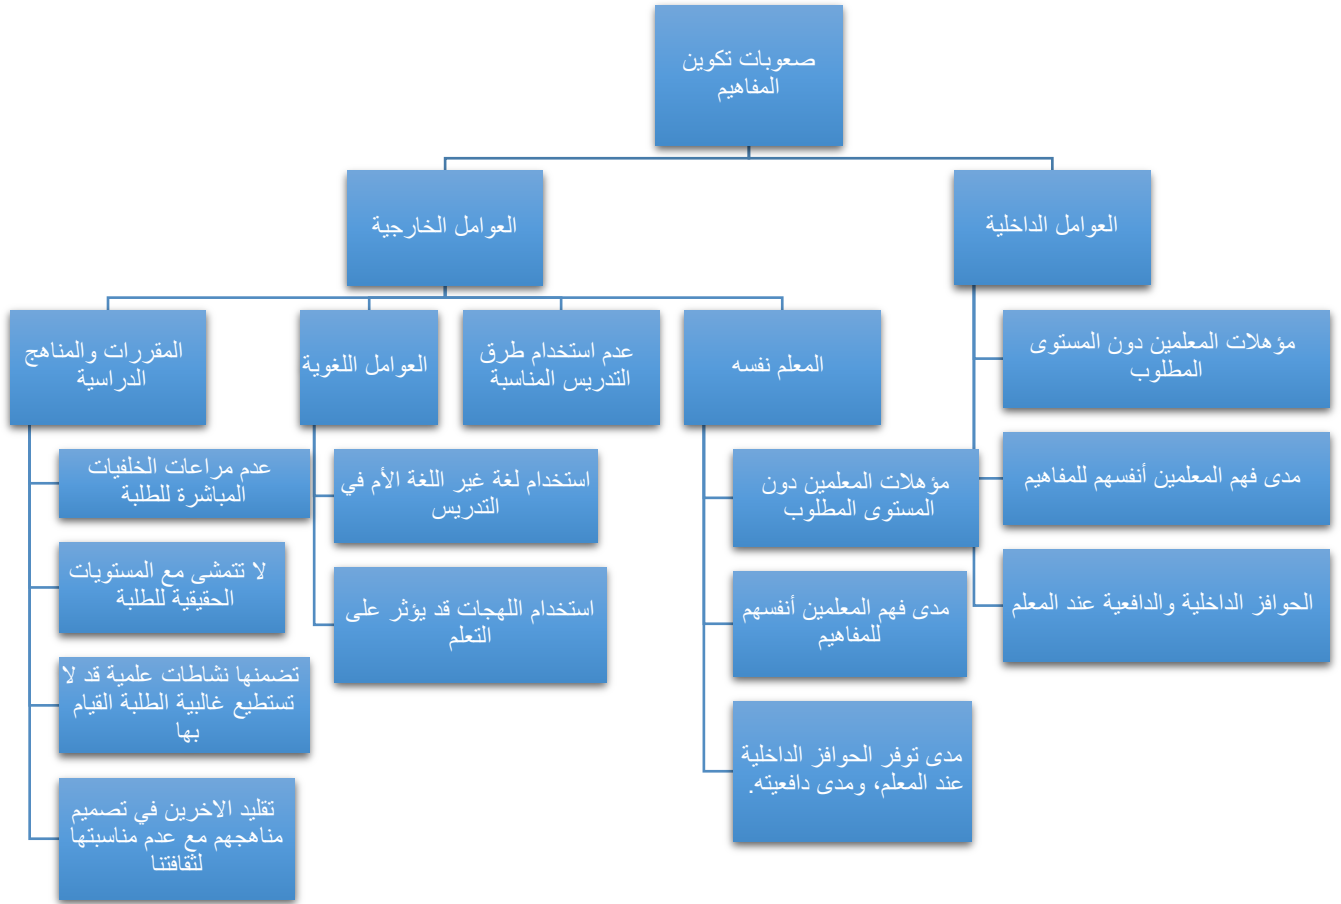 صعوبات تكوين
المفاهيم
العوامل الداخلية
مؤهلات المعلمين دون المستوى
المطلوب
مدى فهم المعلمين أنفسهم للمفاهيم
الحوافز الداخلية والدافعية عند المعلم
العوامل الخارجية
المعلم نفسه
مؤهلات المعلمين دون
المستوى المطلوب
مدى فهم المعلمين أنفسهم
للمفاهيم
مدى توفر الحوافز الداخلية
عند المعلم، ومدى دافعيته.
عدم استخدام طرق
التدريس المناسبة
العوامل اللغوية
استخدام لغة غير اللغة الأم في
التدريس
استخدام اللهجات قد يؤثر على
التعلم
المقررات والمناهج
الدراسية
عدم مراعات الخلفيات
المباشرة للطلبة
لا تتمشى مع المستويات
الحقيقية للطلبة
تضمنها نشاطات علمية قد لا
تستطيع غالبية الطلبة القيام
بها
تقليد الاخرين في تصميم
مناهجهم مع عدم مناسبتها
لثقافتنا